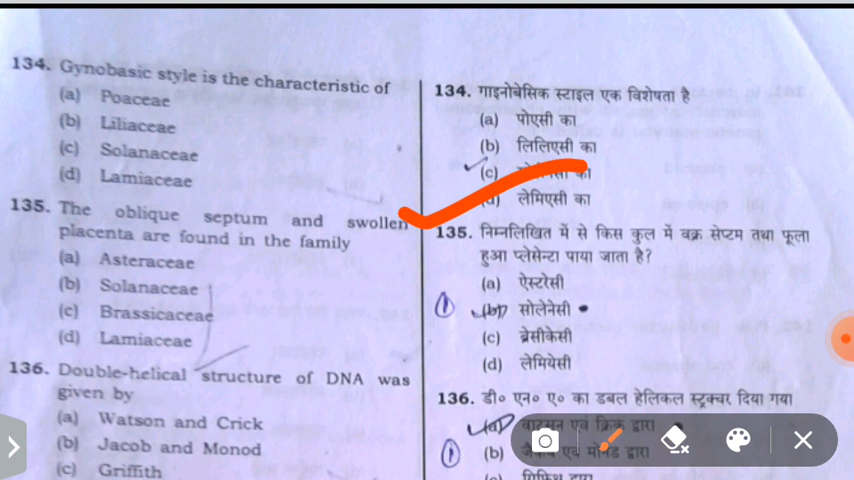 134. Gynobasic style is the characteristic of
(a) Poaceae
(b) Liliaceae
(c) Solanaceae
(d) Lamiaceae
135. The oblique septum and swollen
placenta are found in the family
(a) Asteraceae
(b) Solanaceae
(c) Brassicaceae
(d) Lamiaceae
136. Double-helical structure of DNA was
given by
(a) Watson and Crick
(b) Jacob and Monod
(c) Griffith
134. गाइनोबेसिक स्टाइल एक विशेषता है
(a) पोएसी का
(b) लिलिएसी का
(c) का
(d) लेमिएसी का
135. निम्नलिखित में से किस कुल में वक्र सेप्टम तथा फूला
हुआ प्लेसेन्टा पाया जाता है?
(a) ऐस्टरेसी
(b) सोलेनेसी
(c) ब्रेसीकेसी
(d) लेमियेसी
136. डी० एन० ए० का डबल हेलिकल स्ट्रक्चर दिया गया
(a) वाटसन एवं क्रिक द्वारा
(b) एवं मोनोड द्वारा